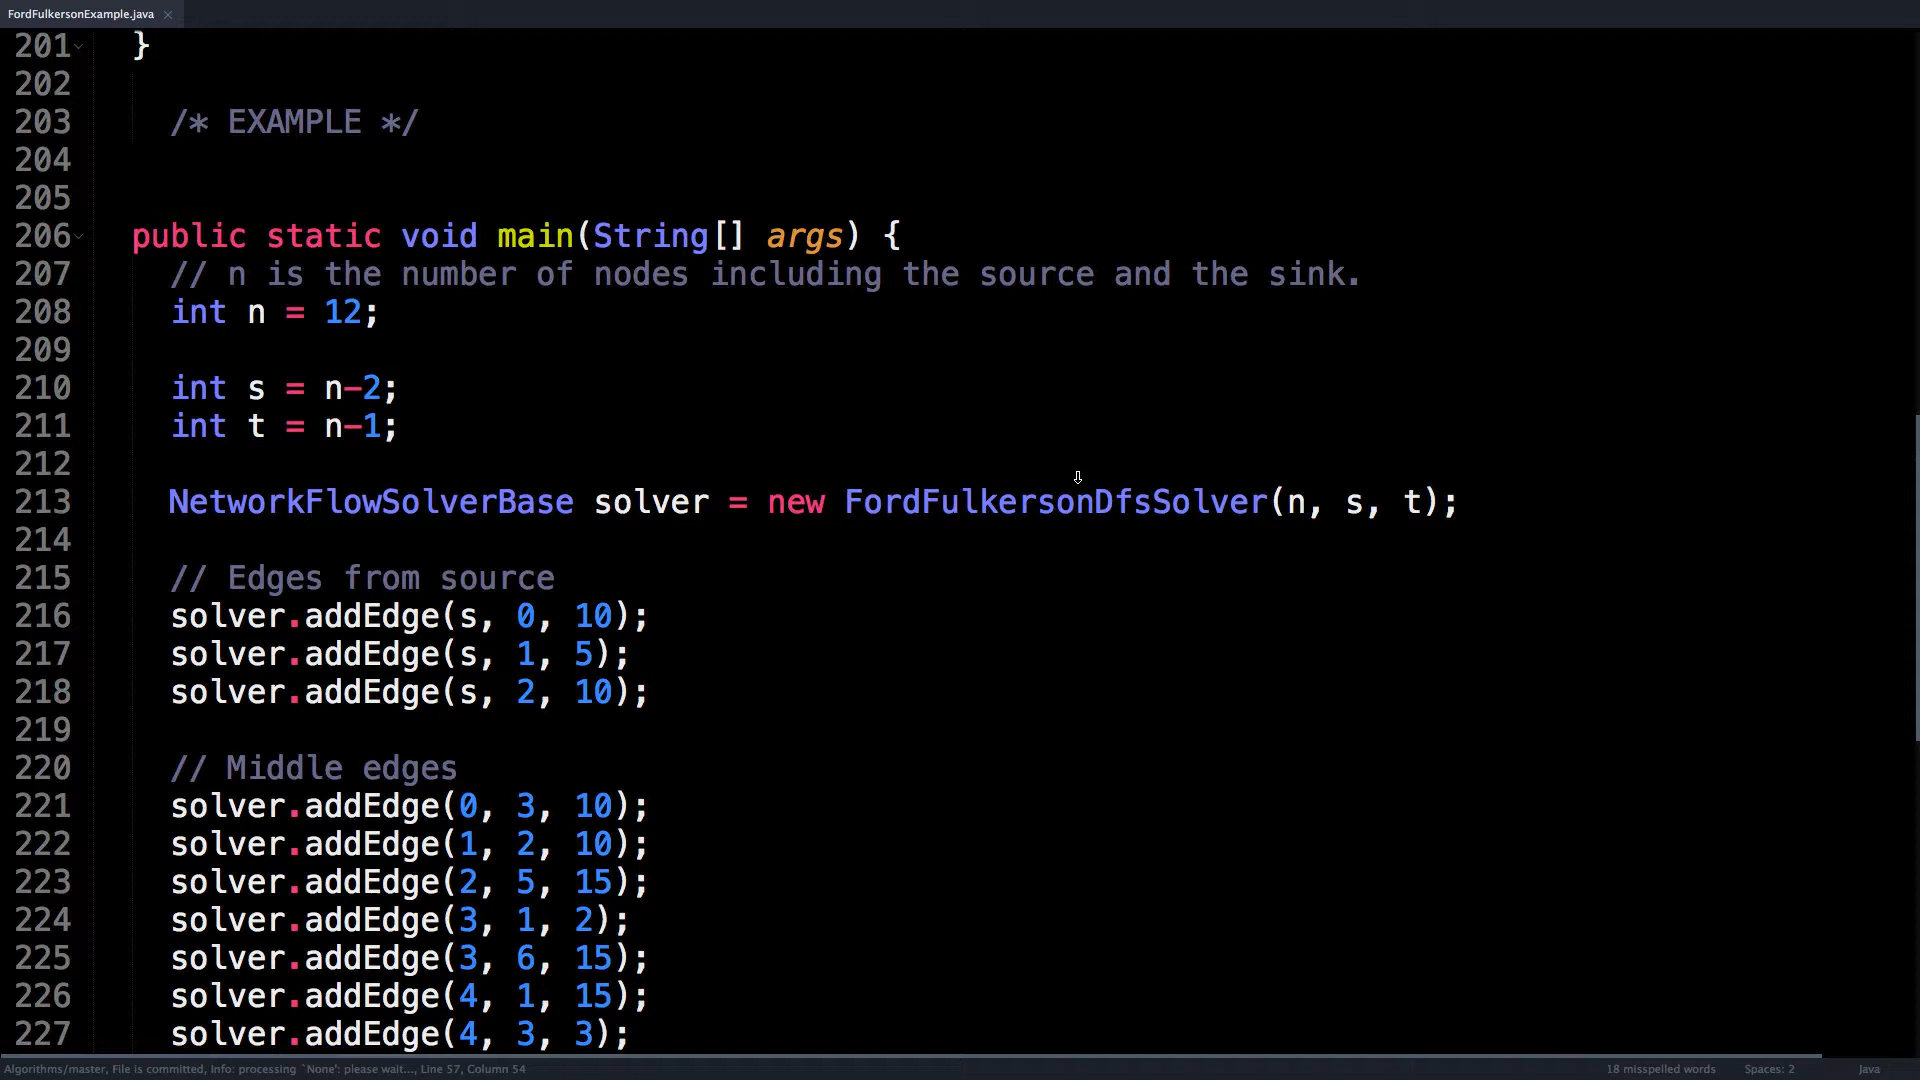 FordFulkersonExample.java ×
201 }
202
203 /* EXAMPLE */
204
205
206 public static void main(String[] args) {
207 // n is the number of nodes including the source and the sink.
208 int n = 12;
209
210 int s = n-2;
211 int t = n-1;
212
213 NetworkFlowSolverBase solver = new FordFulkersonDfsSolver(n, s, t);
214
215 // Edges from source
216 solver.addEdge(s, 0, 10);
217 solver.addEdge(s, 1, 5);
218 solver.addEdge(s, 2, 10);
219
220 // Middle edges
221 solver.addEdge(0, 3, 10);
222 solver.addEdge(1, 2, 10);
223 solver.addEdge(2, 5, 15);
224 solver.addEdge(3, 1, 2);
225 solver.addEdge(3, 6, 15);
226 solver.addEdge(4, 1, 15);
227 solver.addEdge(4, 3, 3);
Algorithms/master, File is committed, Info: processing `None': please wait..., Line 57, Column 54 18 misspelled words Spaces: 2 Java